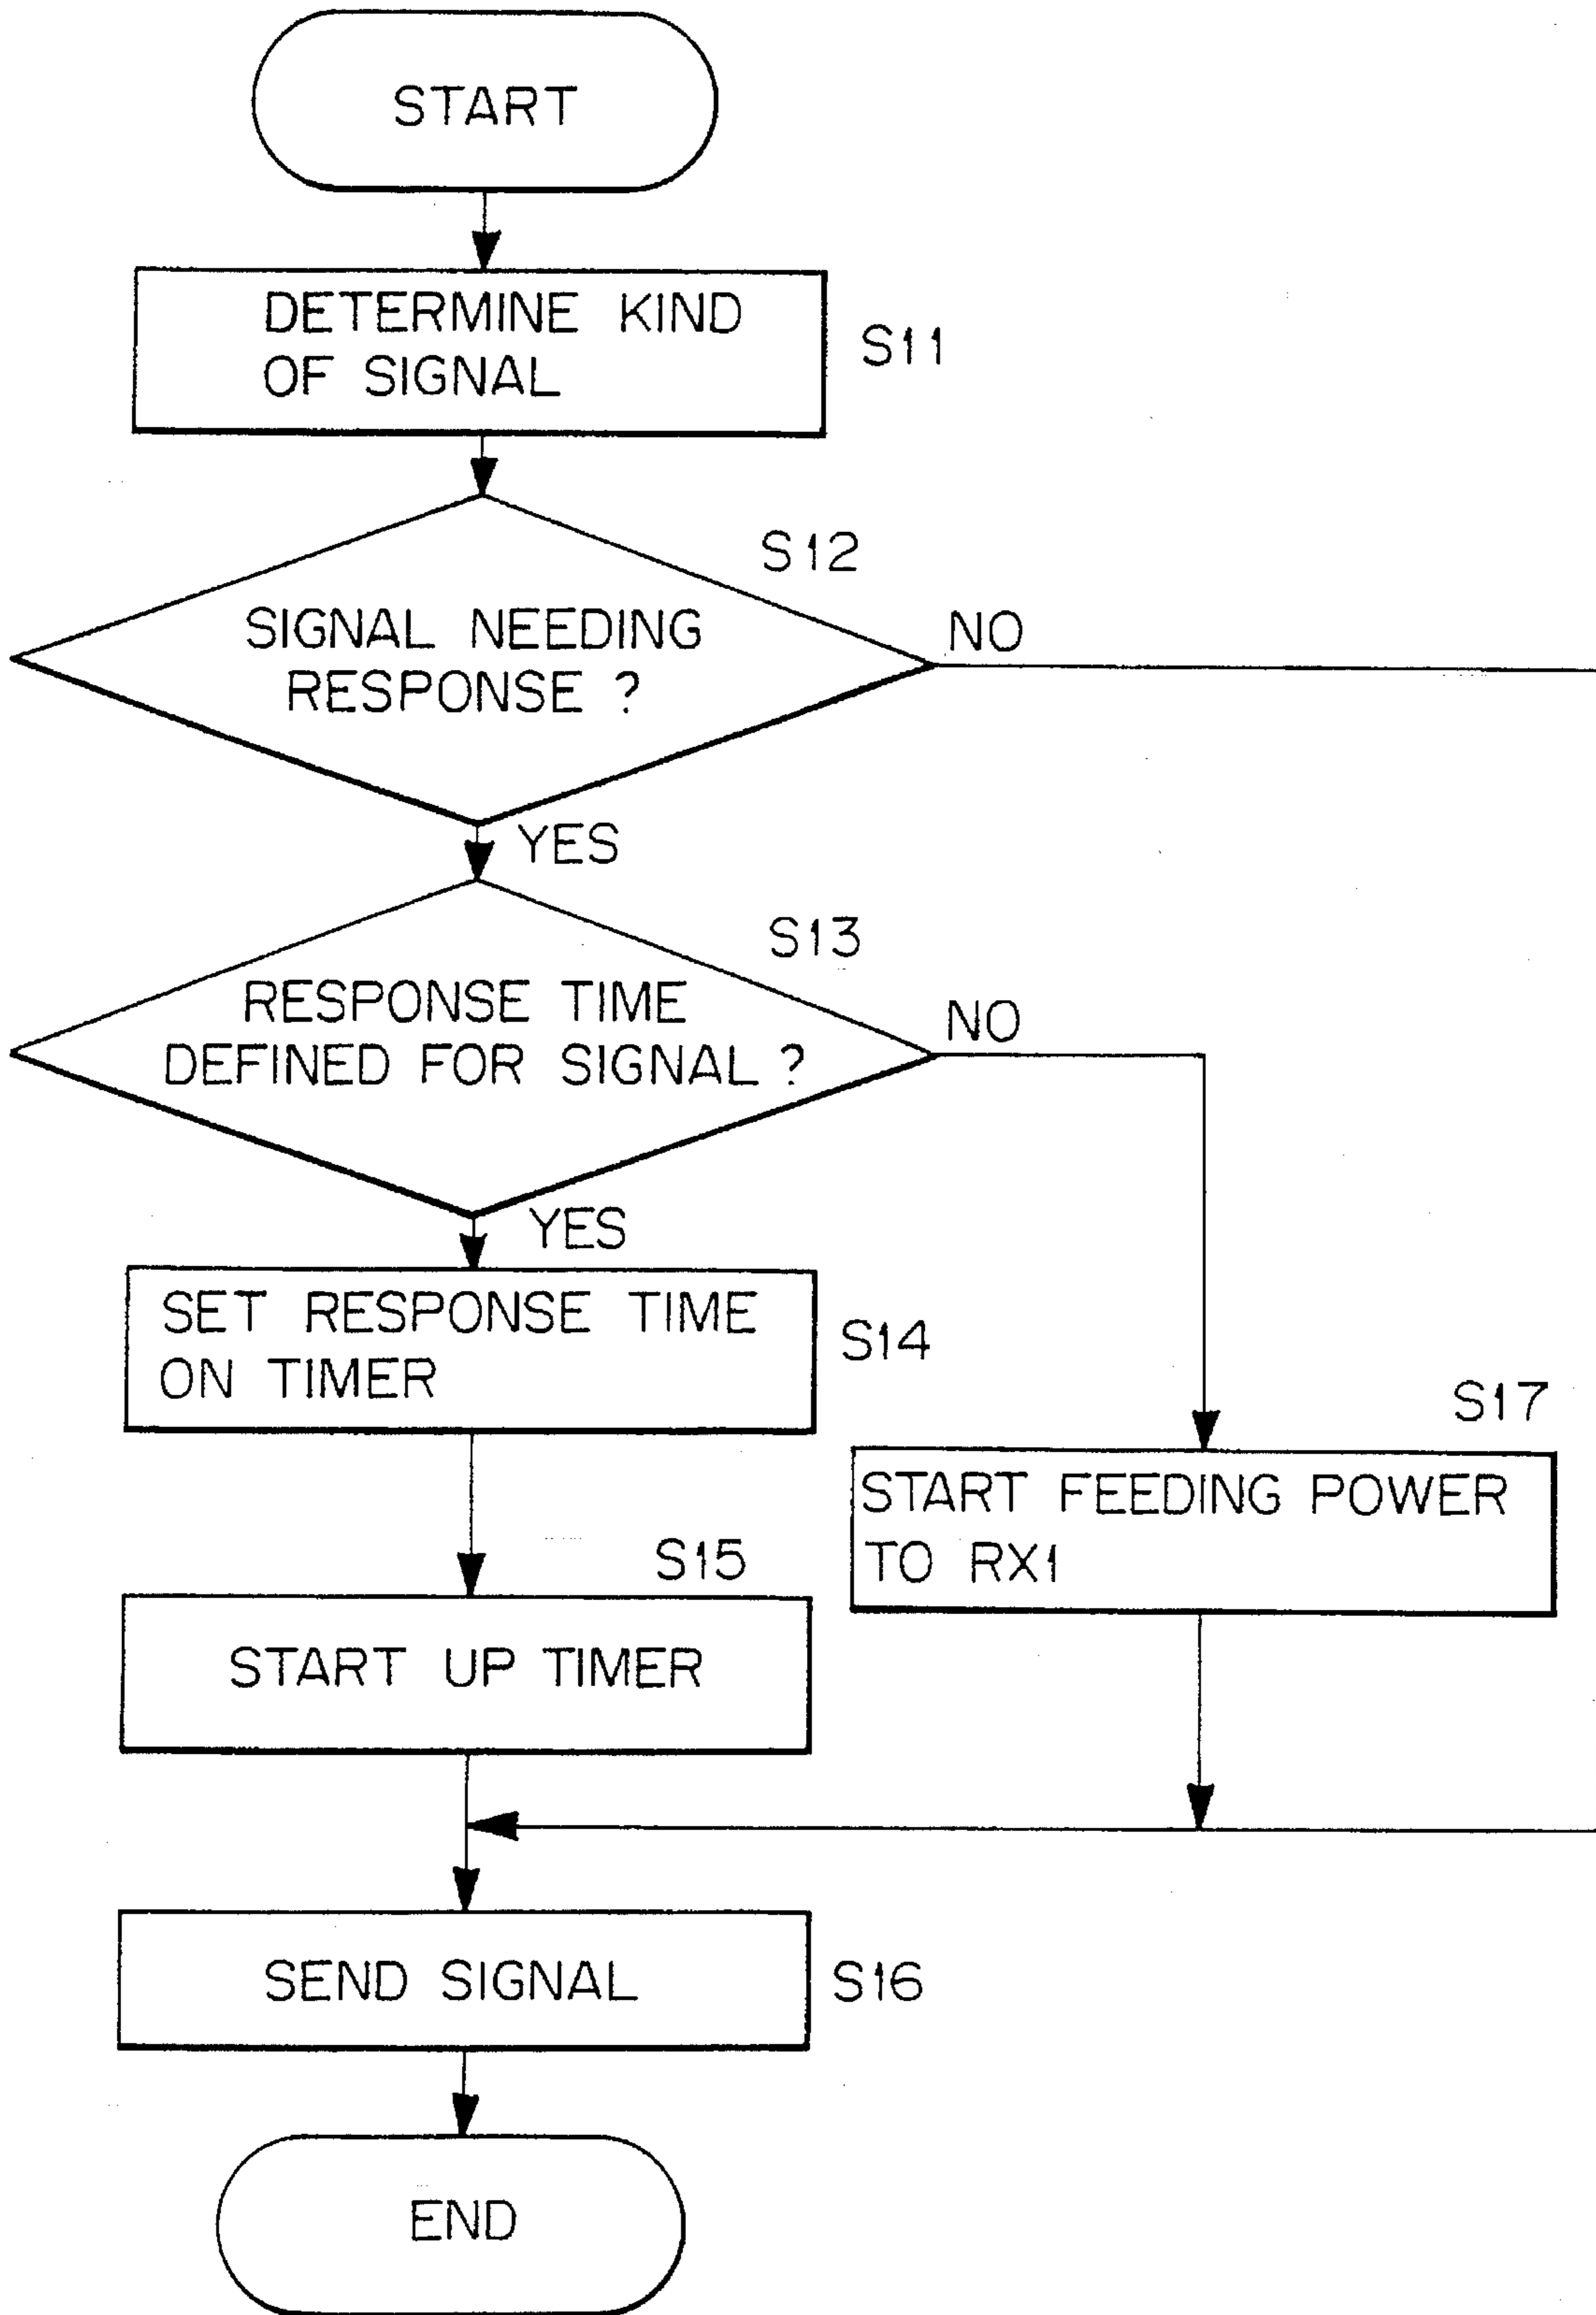 START
DETERMINE KIND
OF SIGNAL
S11
S12
SIGNAL NEEDING
RESPONSE ?
NO
YES
S13
RESPONSE TIME
DEFINED FOR SIGNAL ?
NO
YES
SET RESPONSE TIME
ON TIMER
S14
S17
START FEEDING POWER
TO RX1
S15
START UP TIMER
SEND SIGNAL
S16
END